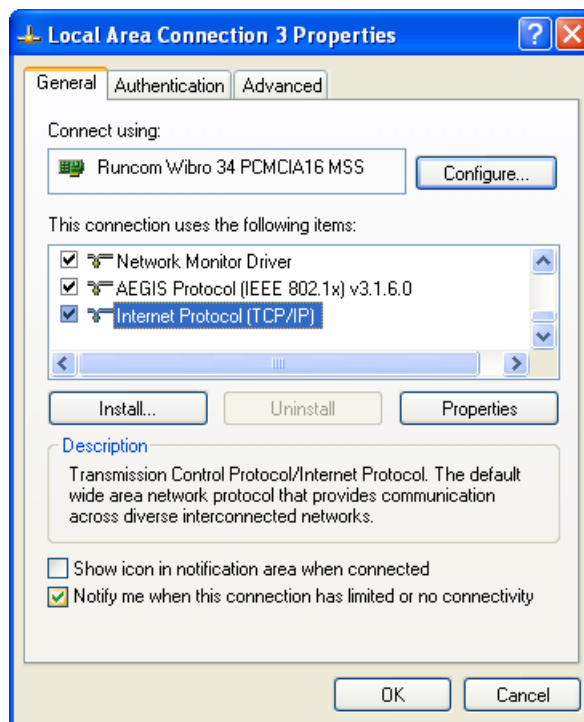 Local Area Connection 3 Properties
General
Authentication
Advanced
Connect using:
Runcom Wibro 34 PCMCIA16 MSS
Configure...
This connection uses the following items:
Network Monitor Driver
AEGIS Protocol (IEEE 802.1x) v3.1.6.0
Internet Protocol (TCP/IP)
Install...
Uninstall
Properties
Description
Transmission Control Protocol/Internet Protocol. The default
wide area network protocol that provides communication
across diverse interconnected networks.
Show icon in notification area when connected
Notify me when this connection has limited or no connectivity
OK
Cancel